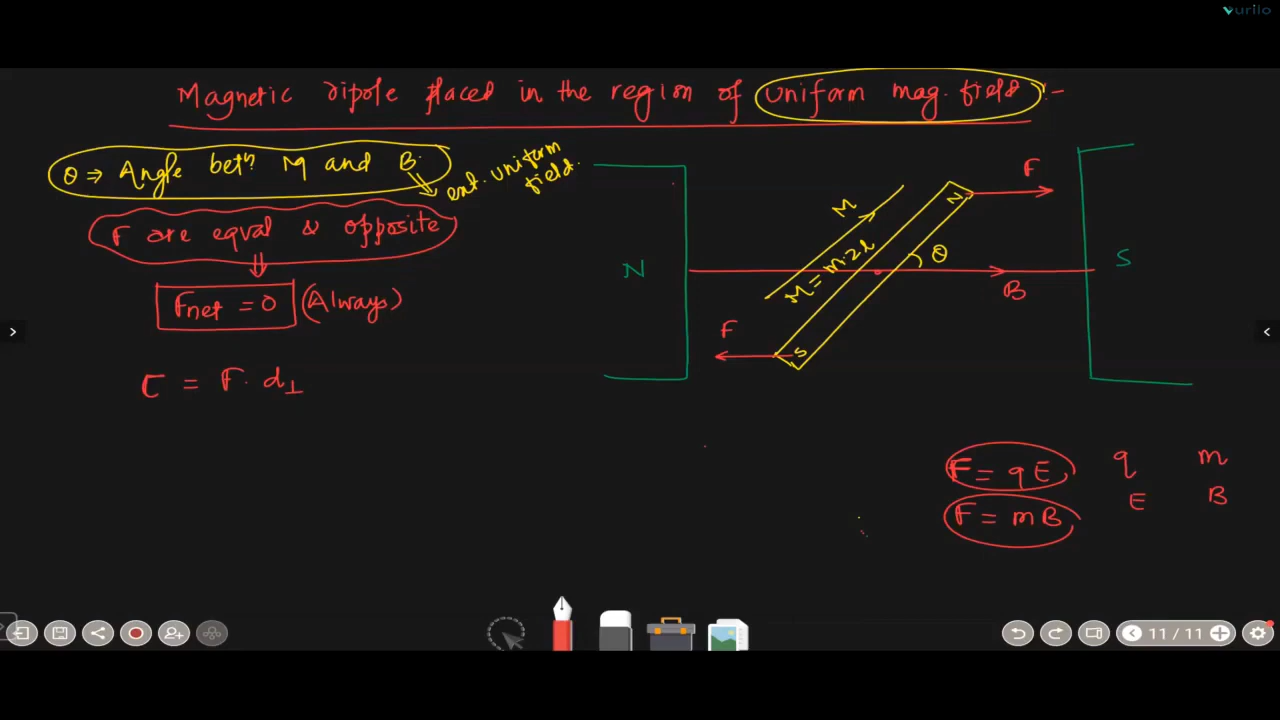 vurilo
Magnetic dipole placed in the region of uniform mag. field :-
θ ⇒ Angle betⁿ M and B.
ext. uniform field.
F are equal & opposite
Fnet = 0 (Always)
τ = F. d⊥
F
M
N
M = m.2l
θ
N
S
B
F
S
F = qE q m
F = mB E B
11 / 11